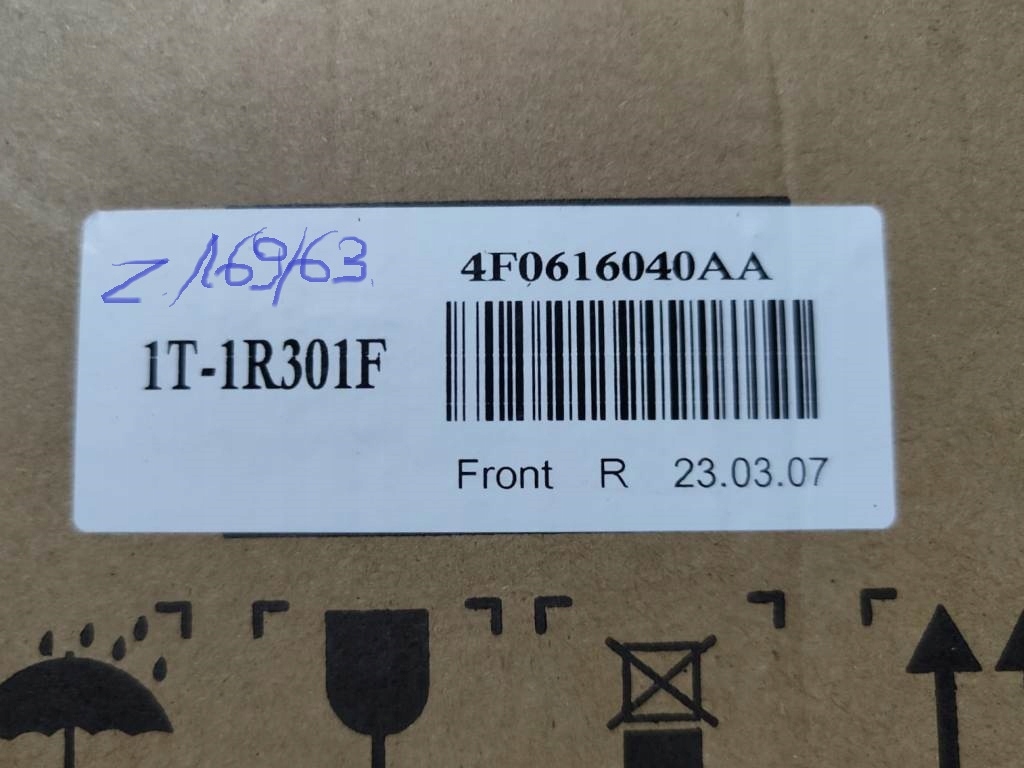 Z 169/63
4F0616040AA
1T-1R301F
Front R 23.03.07